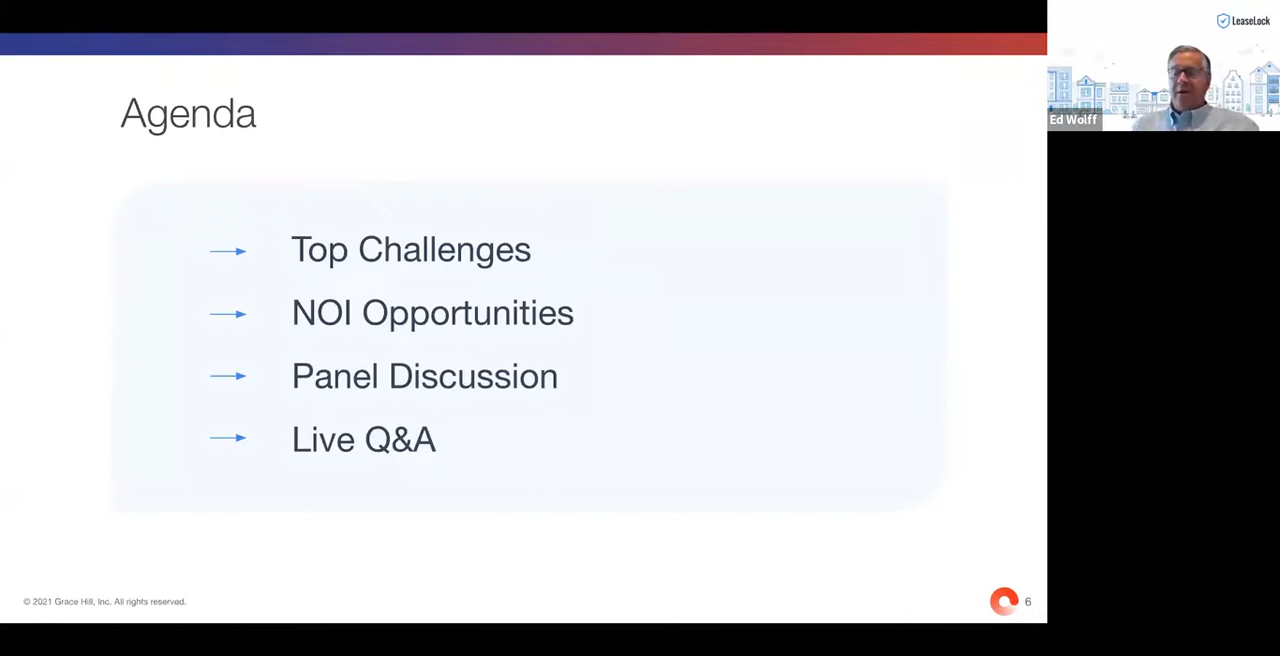 Agenda
Top Challenges
NOI Opportunities
Panel Discussion
Live Q&A
© 2021 Grace Hill, Inc. All rights reserved.
6
LeaseLock
Ed Wolff